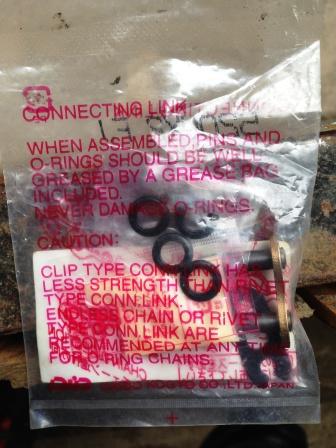 CONNECTING LINK
WHEN ASSEMBLED, PINS AND
O-RINGS SHOULD BE WELL
GREASED BY A GREASE BAG
INCLUDED.
NEVER DAMAGE O-RINGS.
CAUTION:
CLIP TYPE CONN.LINK HAS
LESS STRENGTH THAN RIVET
TYPE CONN.LINK.
ENDLESS CHAIN OR RIVET
TYPE CONN.LINK ARE
RECOMMENDED AT ANY TIME
FOR O-RING CHAINS.
CO.,LTD. JAPAN